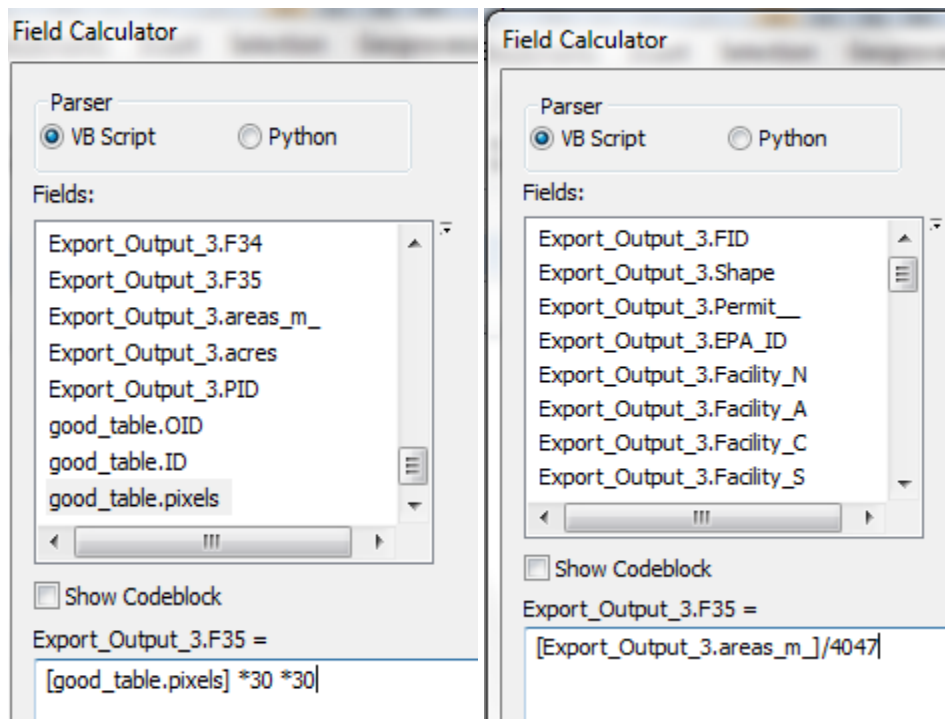 Field Calculator
Parser
VB Script
Python
Fields:
Export_Output_3.F34
Export_Output_3.F35
Export_Output_3.areas_m_
Export_Output_3.acres
Export_Output_3.PID
good_table.OID
good_table.ID
good_table.pixels
Show Codeblock
Export_Output_3.F35 =
[good_table.pixels] *30 *30
Field Calculator
Parser
VB Script
Python
Fields:
Export_Output_3.FID
Export_Output_3.Shape
Export_Output_3.Permit__
Export_Output_3.EPA_ID
Export_Output_3.Facility_N
Export_Output_3.Facility_A
Export_Output_3.Facility_C
Export_Output_3.Facility_S
Show Codeblock
Export_Output_3.F35 =
[Export_Output_3.areas_m_]/4047